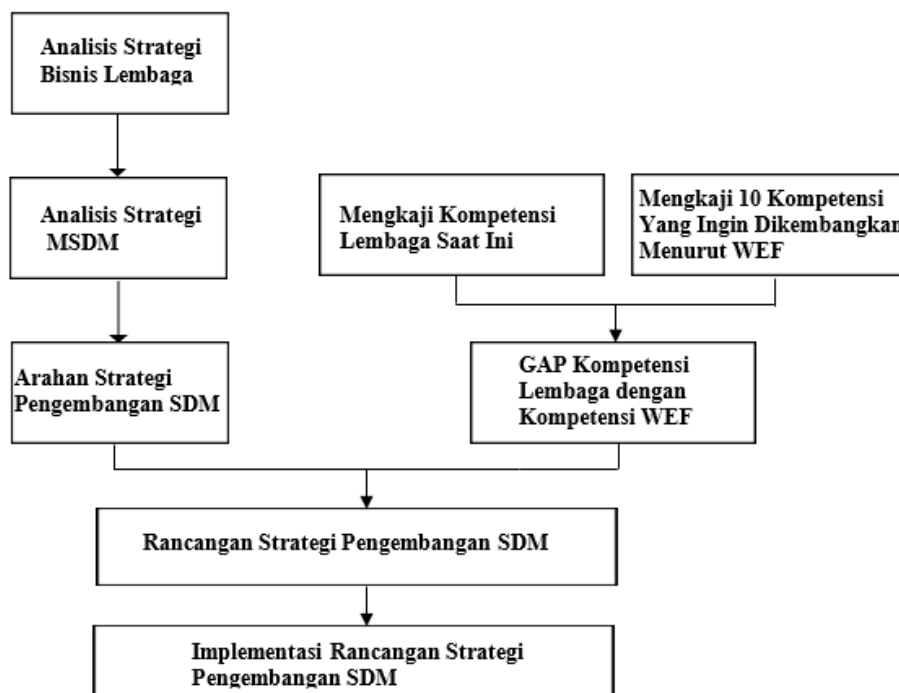 Analisis Strategi
Bisnis Lembaga
Analisis Strategi
MSDM
Mengkaji Kompetensi
Lembaga Saat Ini
Mengkaji 10 Kompetensi
Yang Ingin Dikembangkan
Menurut WEF
Arahan Strategi
Pengembangan SDM
GAP Kompetensi
Lembaga dengan
Kompetensi WEF
Rancangan Strategi Pengembangan SDM
Implementasi Rancangan Strategi
Pengembangan SDM